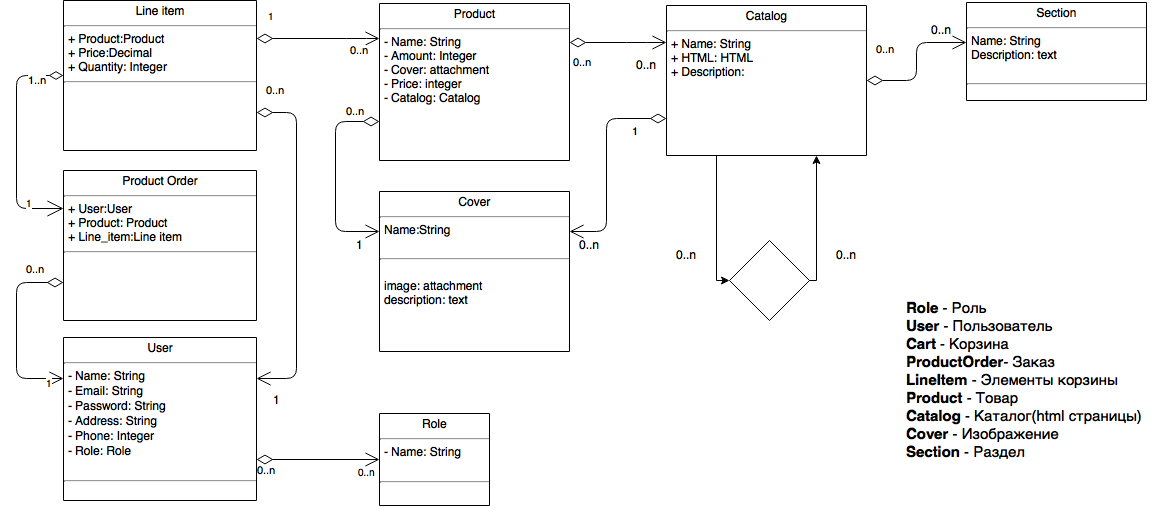 Line item
+ Product:Product
+ Price:Decimal
+ Quantity: Integer
1
0..n
1..n
0..n
Product
- Name: String
- Amount: Integer
- Cover: attachment
- Price: integer
- Catalog: Catalog
0..n
0..n
0..n
Catalog
+ Name: String
+ HTML: HTML
+ Description:
0..n
0..n
1
Section
Name: String
Description: text
Product Order
+ User:User
+ Product: Product
+ Line_item:Line item
1
0..n
Cover
Name:String
image: attachment
description: text
1
0..n
0..n
0..n
User
- Name: String
- Email: String
- Password: String
- Address: String
- Phone: Integer
- Role: Role
1
1
0..n
0..n
Role
- Name: String
Role - Роль
User - Пользователь
Cart - Корзина
ProductOrder- Заказ
LineItem - Элементы корзины
Product - Товар
Catalog - Каталог(html страницы)
Cover - Изображение
Section - Раздел